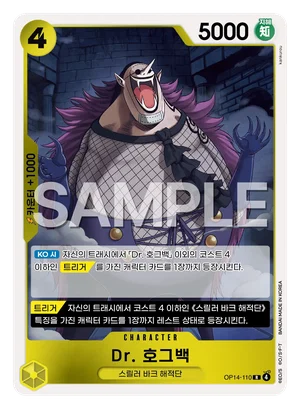 4
5000
지혜
知
카운터 +1000
SAMPLE
KO 시 자신의 트래시에서 「Dr. 호그백」 이외의 코스트 4
이하인 트리거 를 가진 캐릭터 카드를 1장까지 등장시킨다.
트리거 자신의 트래시에서 코스트 4 이하인 《스릴러 바크 해적단》
특징을 가진 캐릭터 카드를 1장까지 레스트 상태로 등장시킨다.
CHARACTER
Dr. 호그백
스릴러 바크 해적단
OP14-110 R
BANDAI MADE IN KOREA